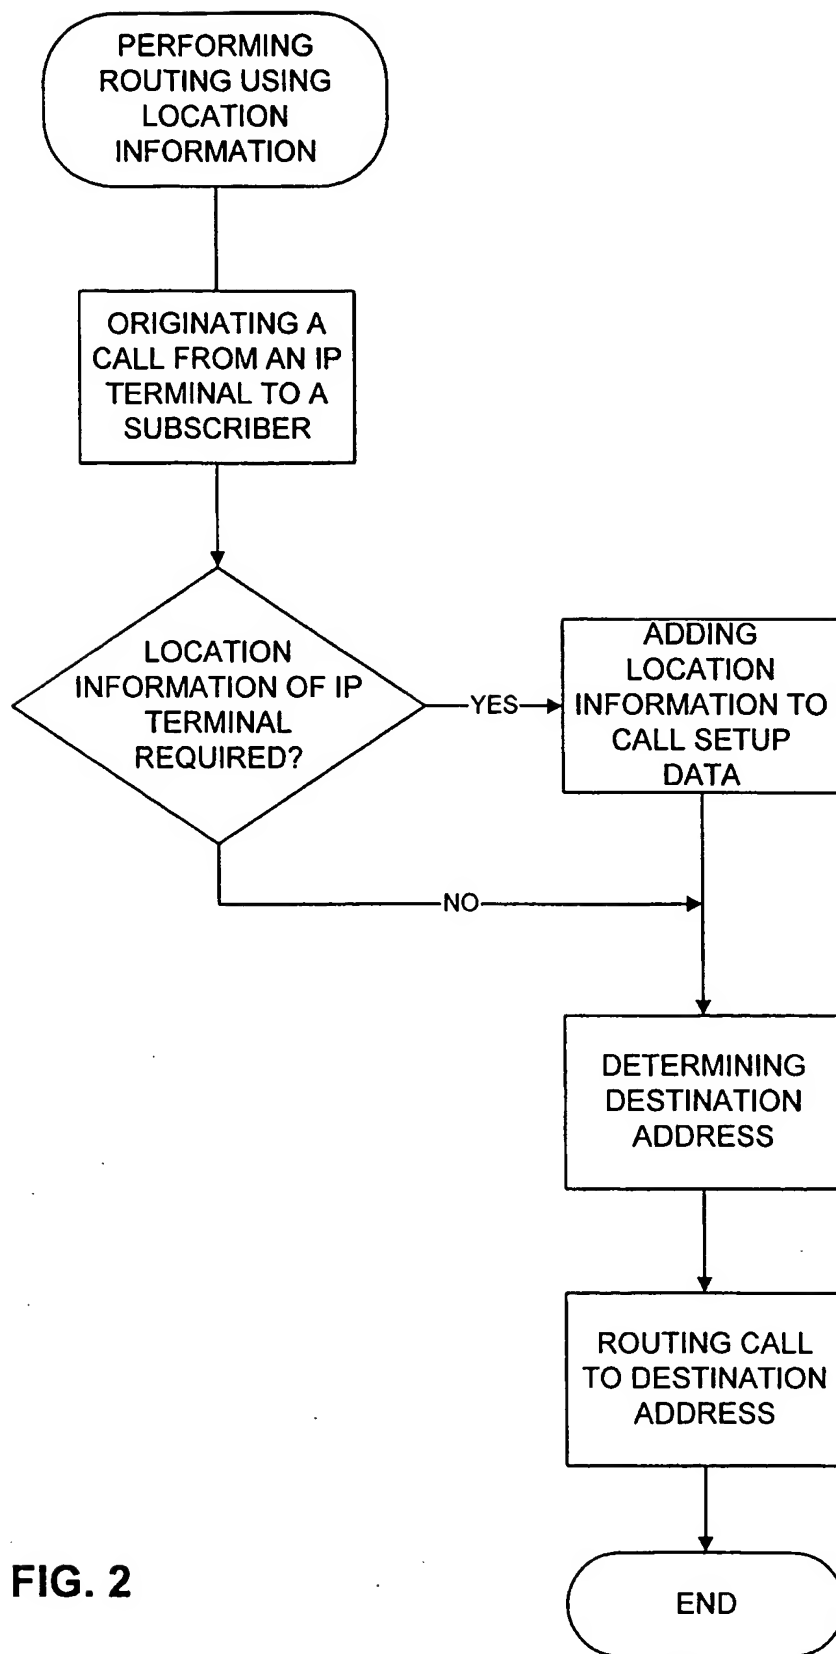 PERFORMING
ROUTING USING
LOCATION
INFORMATION
ORIGINATING A
CALL FROM AN IP
TERMINAL TO A
SUBSCRIBER
LOCATION
INFORMATION OF IP
TERMINAL
REQUIRED?
YES
ADDING
LOCATION
INFORMATION TO
CALL SETUP
DATA
NO
DETERMINING
DESTINATION
ADDRESS
ROUTING CALL
TO DESTINATION
ADDRESS
END
FIG. 2